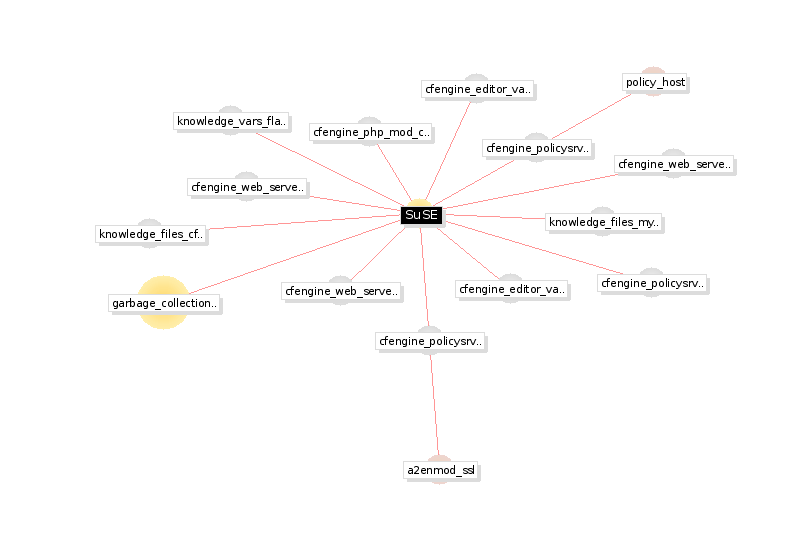 policy_host
cfengine_editor_va..
knowledge_vars_fla..
cfengine_php_mod_c..
cfengine_policysrv..
cfengine_web_serve..
cfengine_web_serve..
SuSE
knowledge_files_my..
knowledge_files_cf..
cfengine_policysrv..
cfengine_editor_va..
cfengine_web_serve..
garbage_collection..
cfengine_policysrv..
a2enmod_ssl